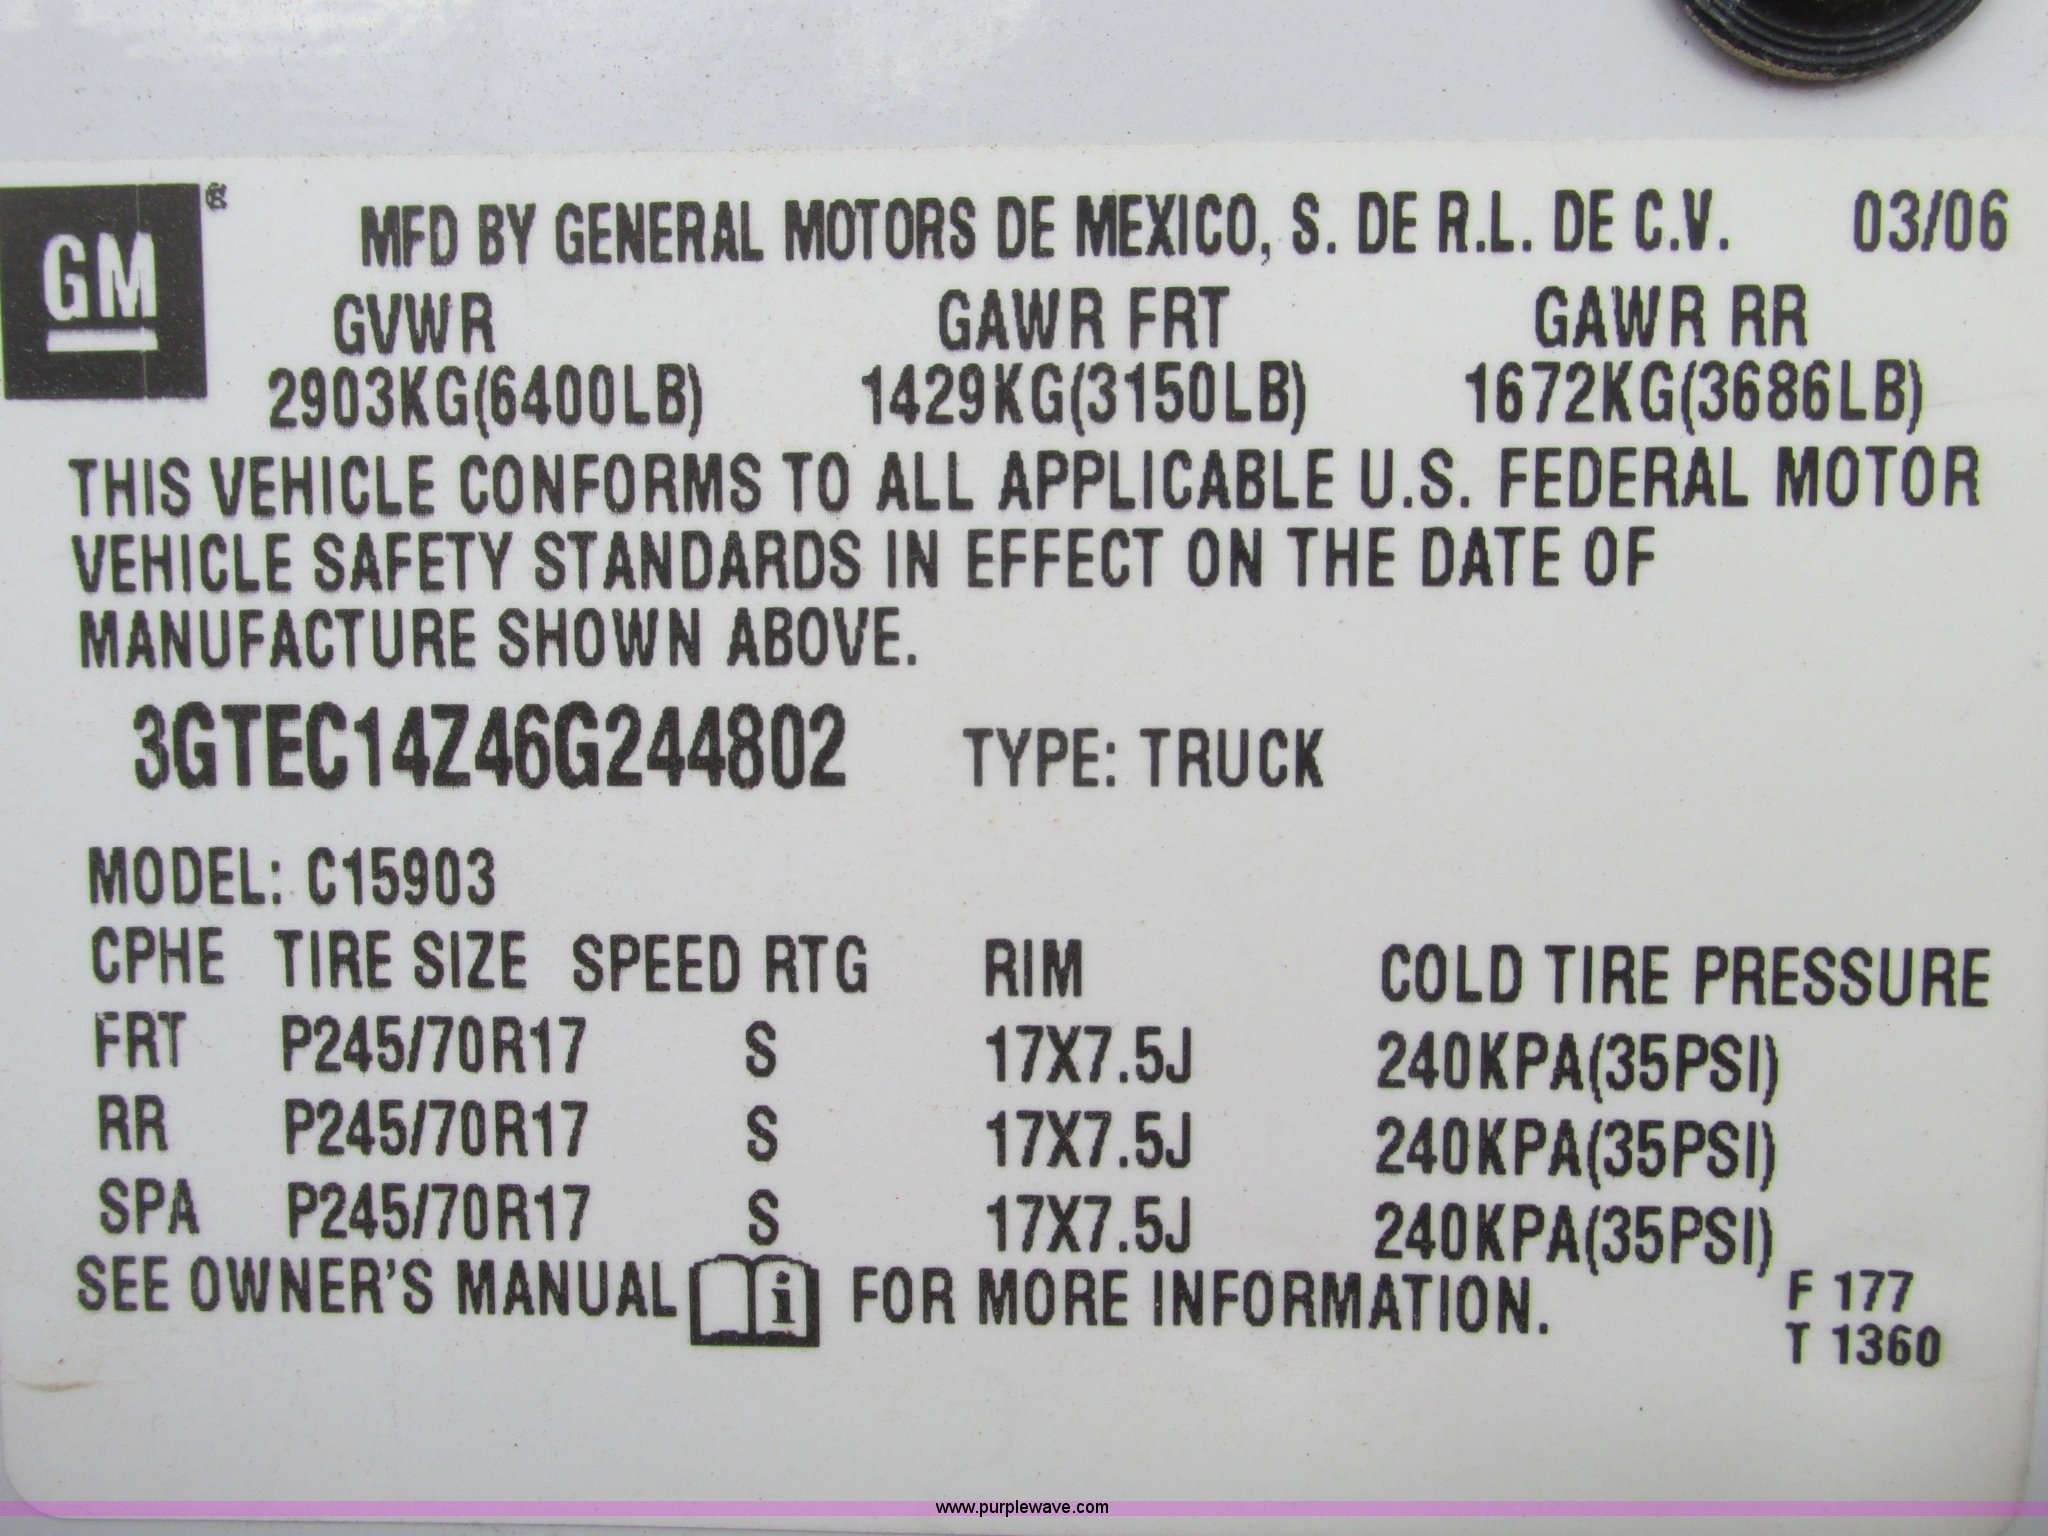 GM
MFD BY GENERAL MOTORS DE MEXICO, S. DE R.L. DE C.V. 03/06
GVWR GAWR FRT GAWR RR
2903KG(6400LB) 1429KG(3150LB) 1672KG(3686LB)
THIS VEHICLE CONFORMS TO ALL APPLICABLE U.S. FEDERAL MOTOR
VEHICLE SAFETY STANDARDS IN EFFECT ON THE DATE OF
MANUFACTURE SHOWN ABOVE.
3GTEC14Z46G244802 TYPE: TRUCK
MODEL: C15903
CPHE TIRE SIZE SPEED RTG RIM COLD TIRE PRESSURE
FRT P245/70R17 S 17X7.5J 240KPA(35PSI)
RR P245/70R17 S 17X7.5J 240KPA(35PSI)
SPA P245/70R17 S 17X7.5J 240KPA(35PSI)
SEE OWNER'S MANUAL i FOR MORE INFORMATION.
F 177
T 1360
www.purplewave.com